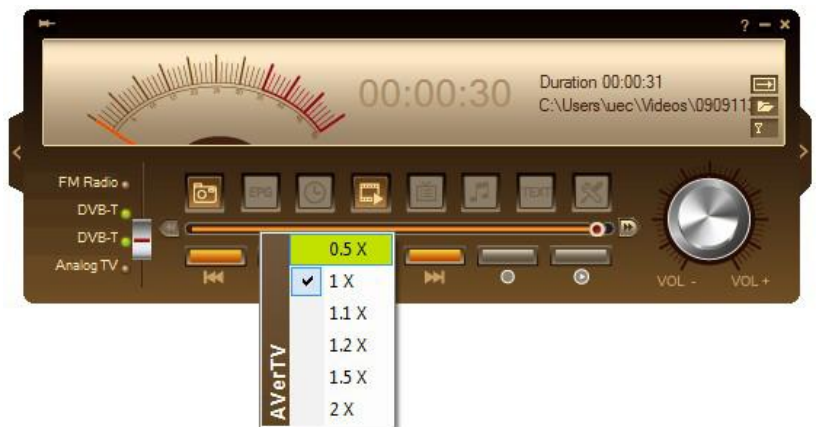 ? − ×
00:00:30
Duration 00:00:31
C:\Users\uec\Videos\090911
FM Radio
DVB-T
DVB-T
Analog TV
EPG
TEXT
VOL -
VOL +
AVerTV
0.5 X
1 X
1.1 X
1.2 X
1.5 X
2 X